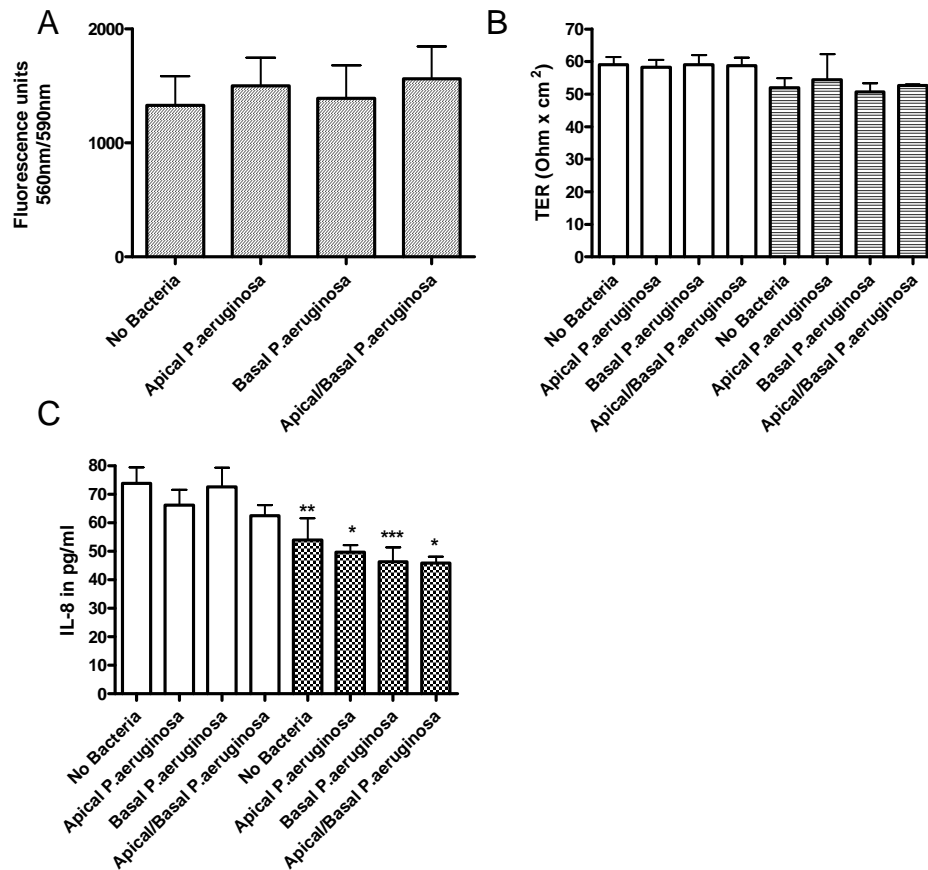 A
Fluorescence units
560nm/590nm
2000
1000
0
No Bacteria
Apical P.aeruginosa
Basal P.aeruginosa
Apical/Basal P.aeruginosa
B
TER (Ohm x cm 2)
70
60
50
40
30
20
10
0
No Bacteria
Apical P.aeruginosa
Basal P.aeruginosa
Apical/Basal P.aeruginosa
No Bacteria
Apical P.aeruginosa
Basal P.aeruginosa
Apical/Basal P.aeruginosa
C
IL-8 in pg/ml
80
70
60
50
40
30
20
10
0
**
*
***
*
No Bacteria
Apical P.aeruginosa
Basal P.aeruginosa
Apical/Basal P.aeruginosa
No Bacteria
Apical P.aeruginosa
Basal P.aeruginosa
Apical/Basal P.aeruginosa